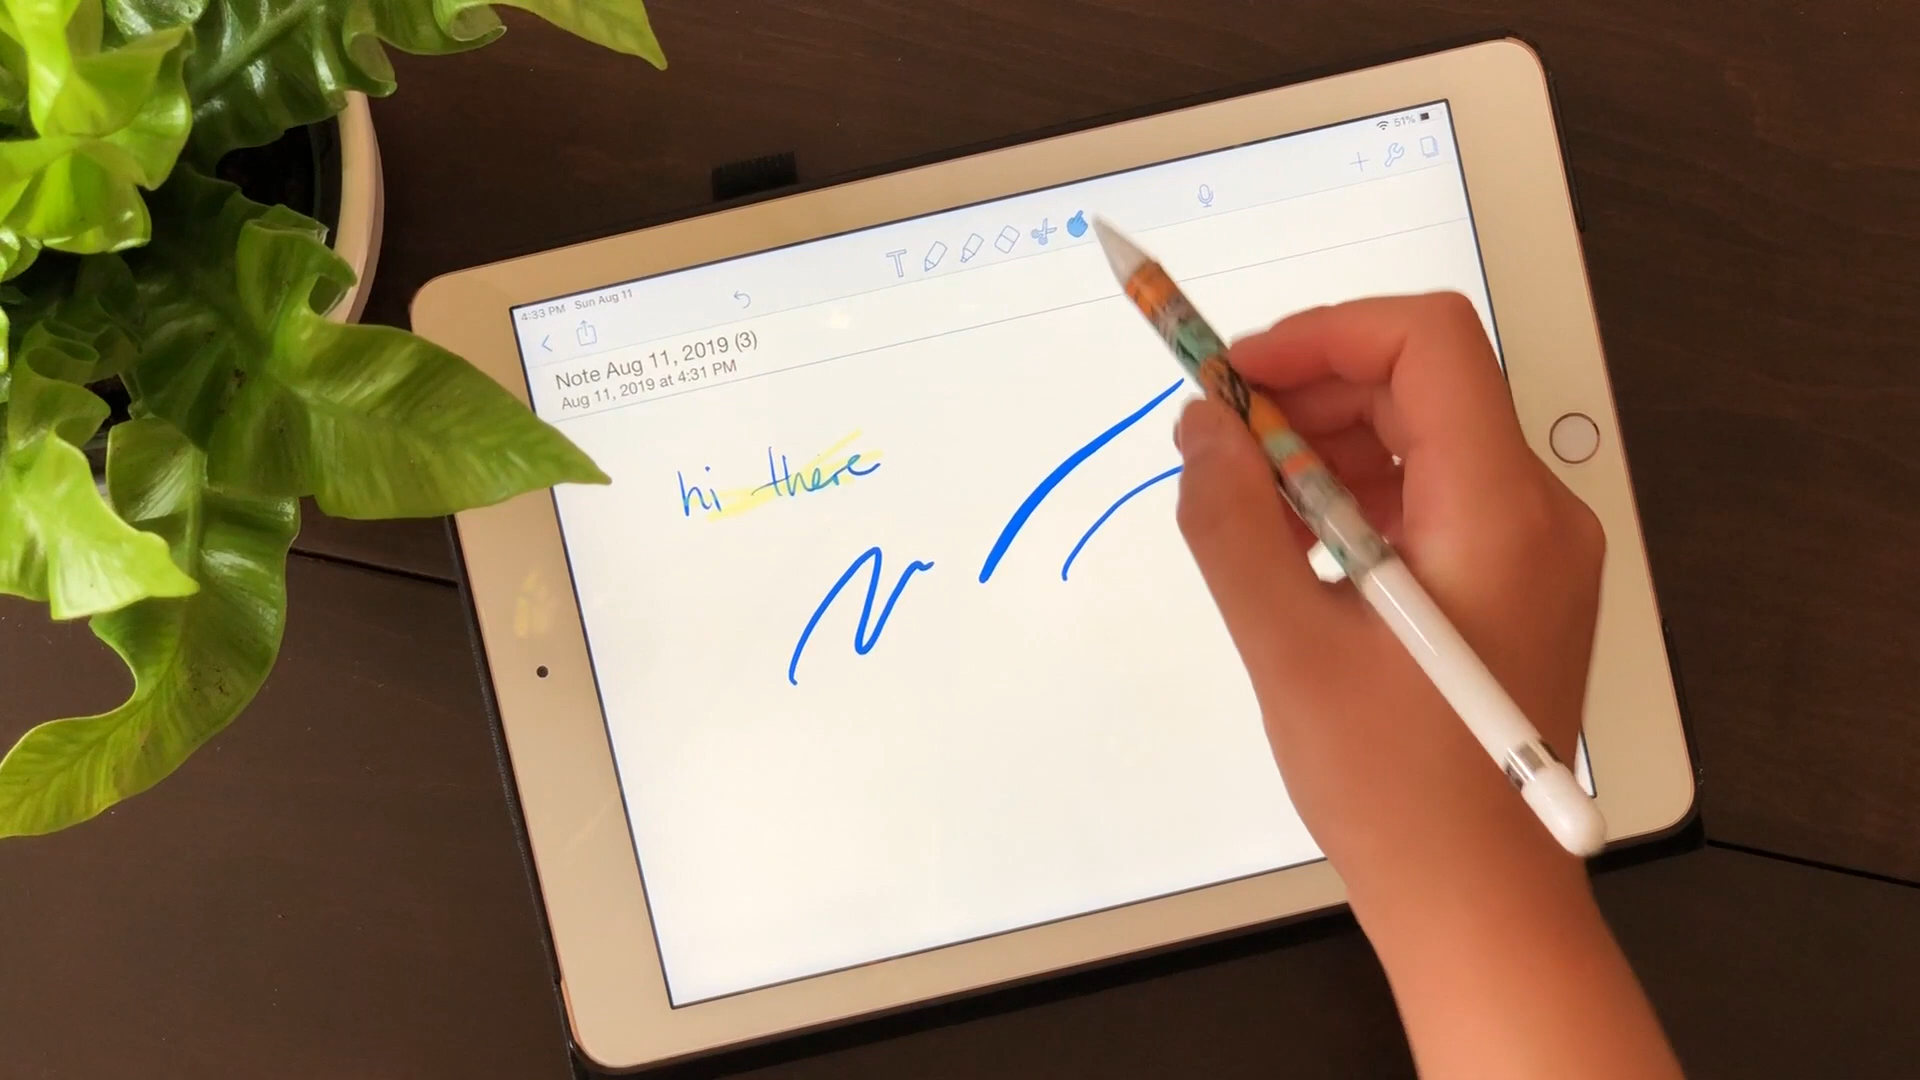 51%
4:33 PM Sun Aug 11
T
Note Aug 11, 2019 (3)
Aug 11, 2019 at 4:31 PM
hi there